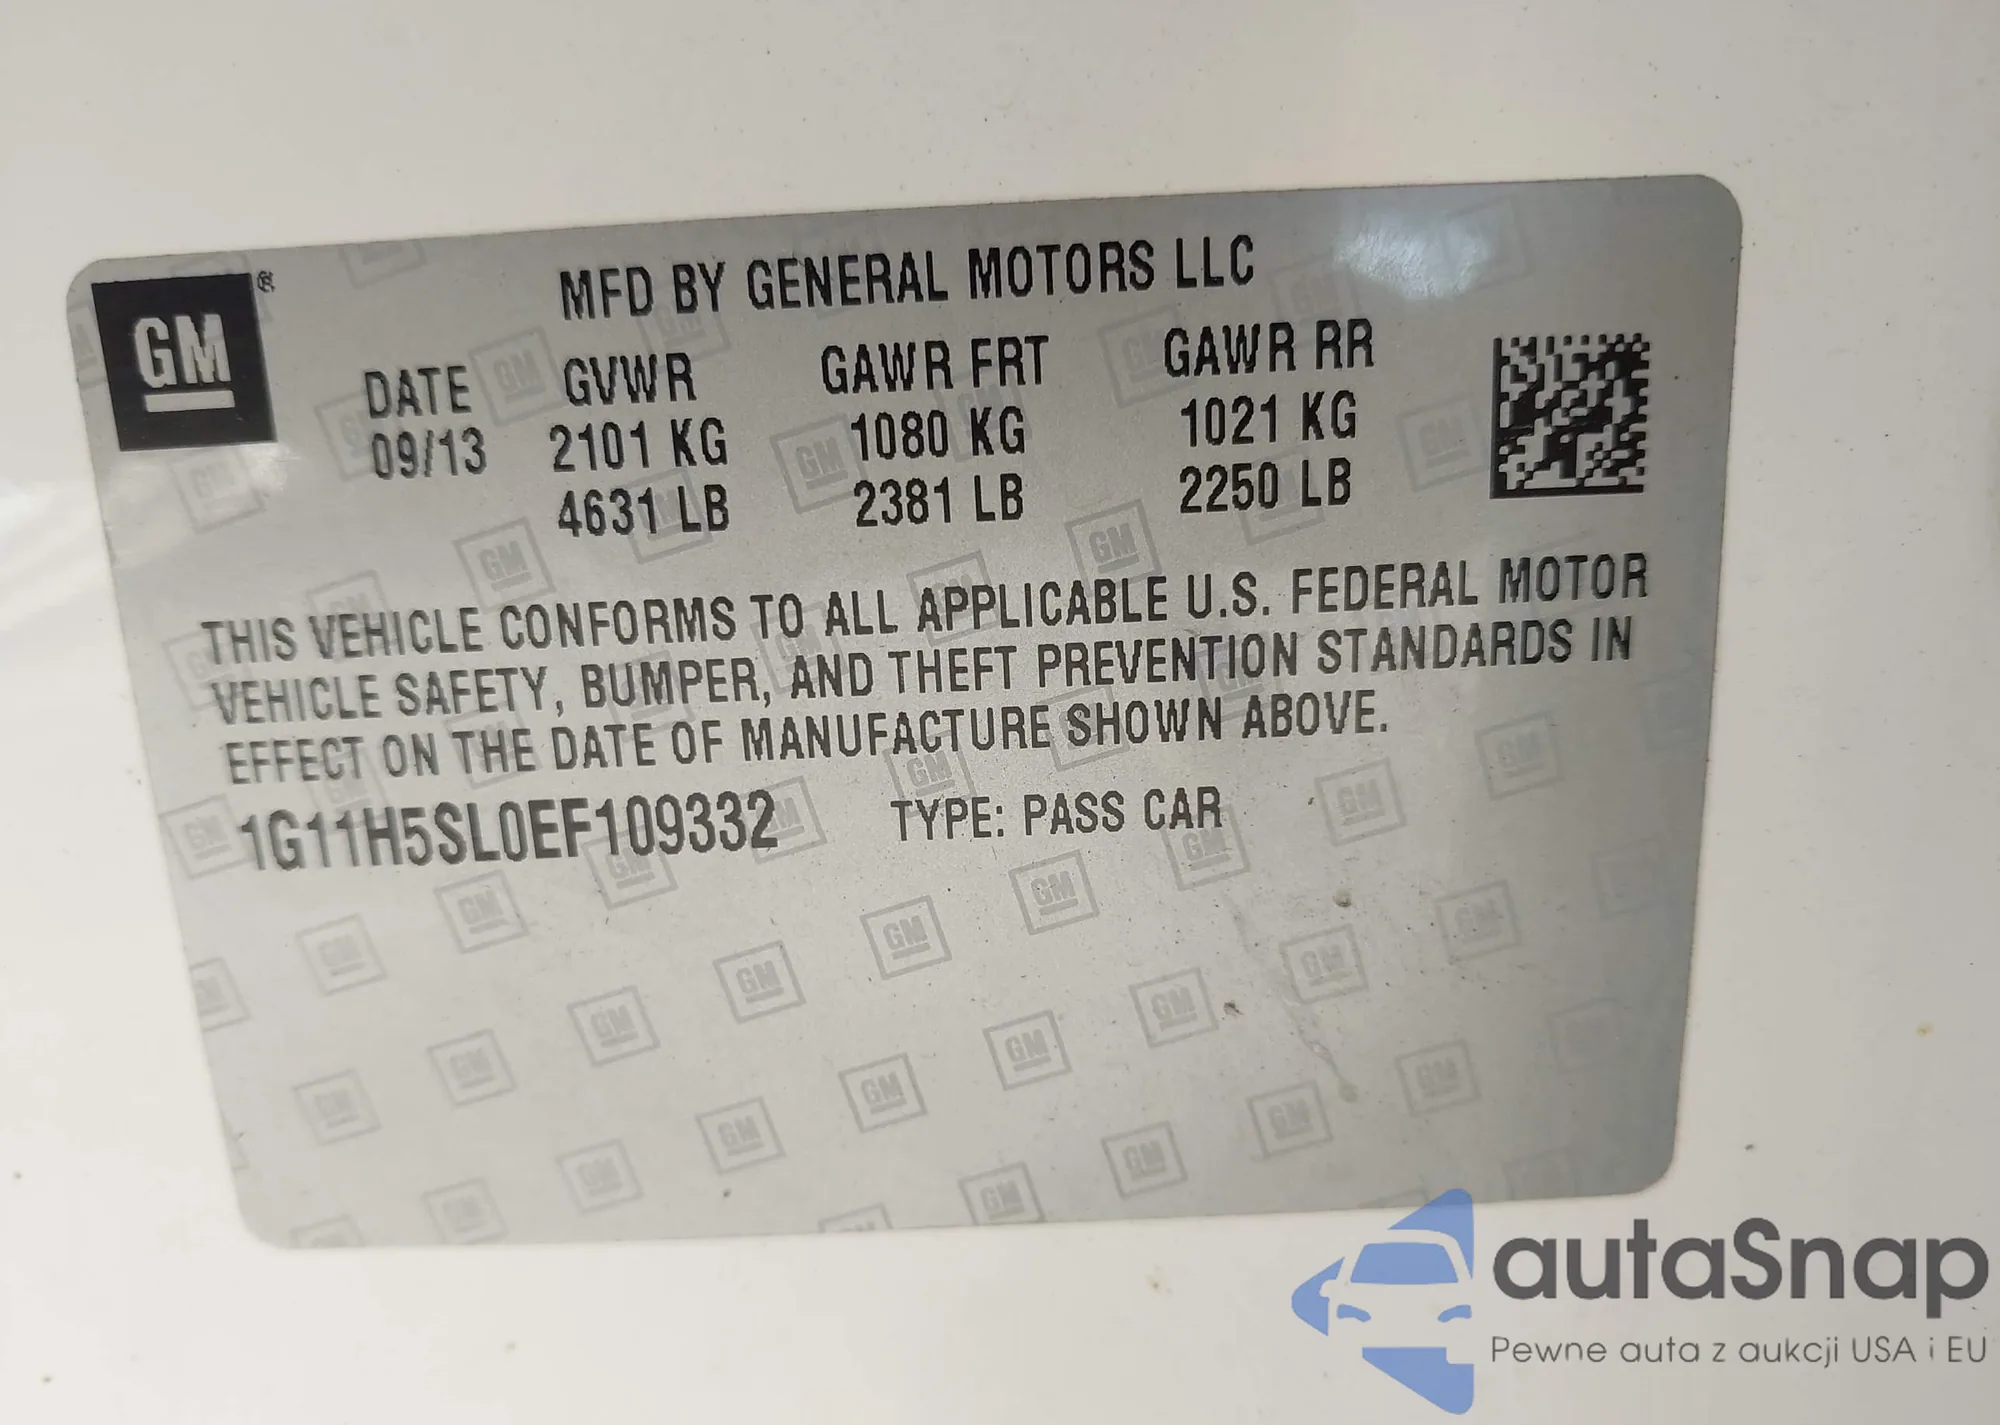 GM ®
MFD BY GENERAL MOTORS LLC
DATE GVWR GAWR FRT GAWR RR
09/13 2101 KG 1080 KG 1021 KG
4631 LB 2381 LB 2250 LB
THIS VEHICLE CONFORMS TO ALL APPLICABLE U.S. FEDERAL MOTOR
VEHICLE SAFETY, BUMPER, AND THEFT PREVENTION STANDARDS IN
EFFECT ON THE DATE OF MANUFACTURE SHOWN ABOVE.
1G11H5SL0EF109332 TYPE: PASS CAR
autaSnap
Pewne auta z aukcji USA i EU